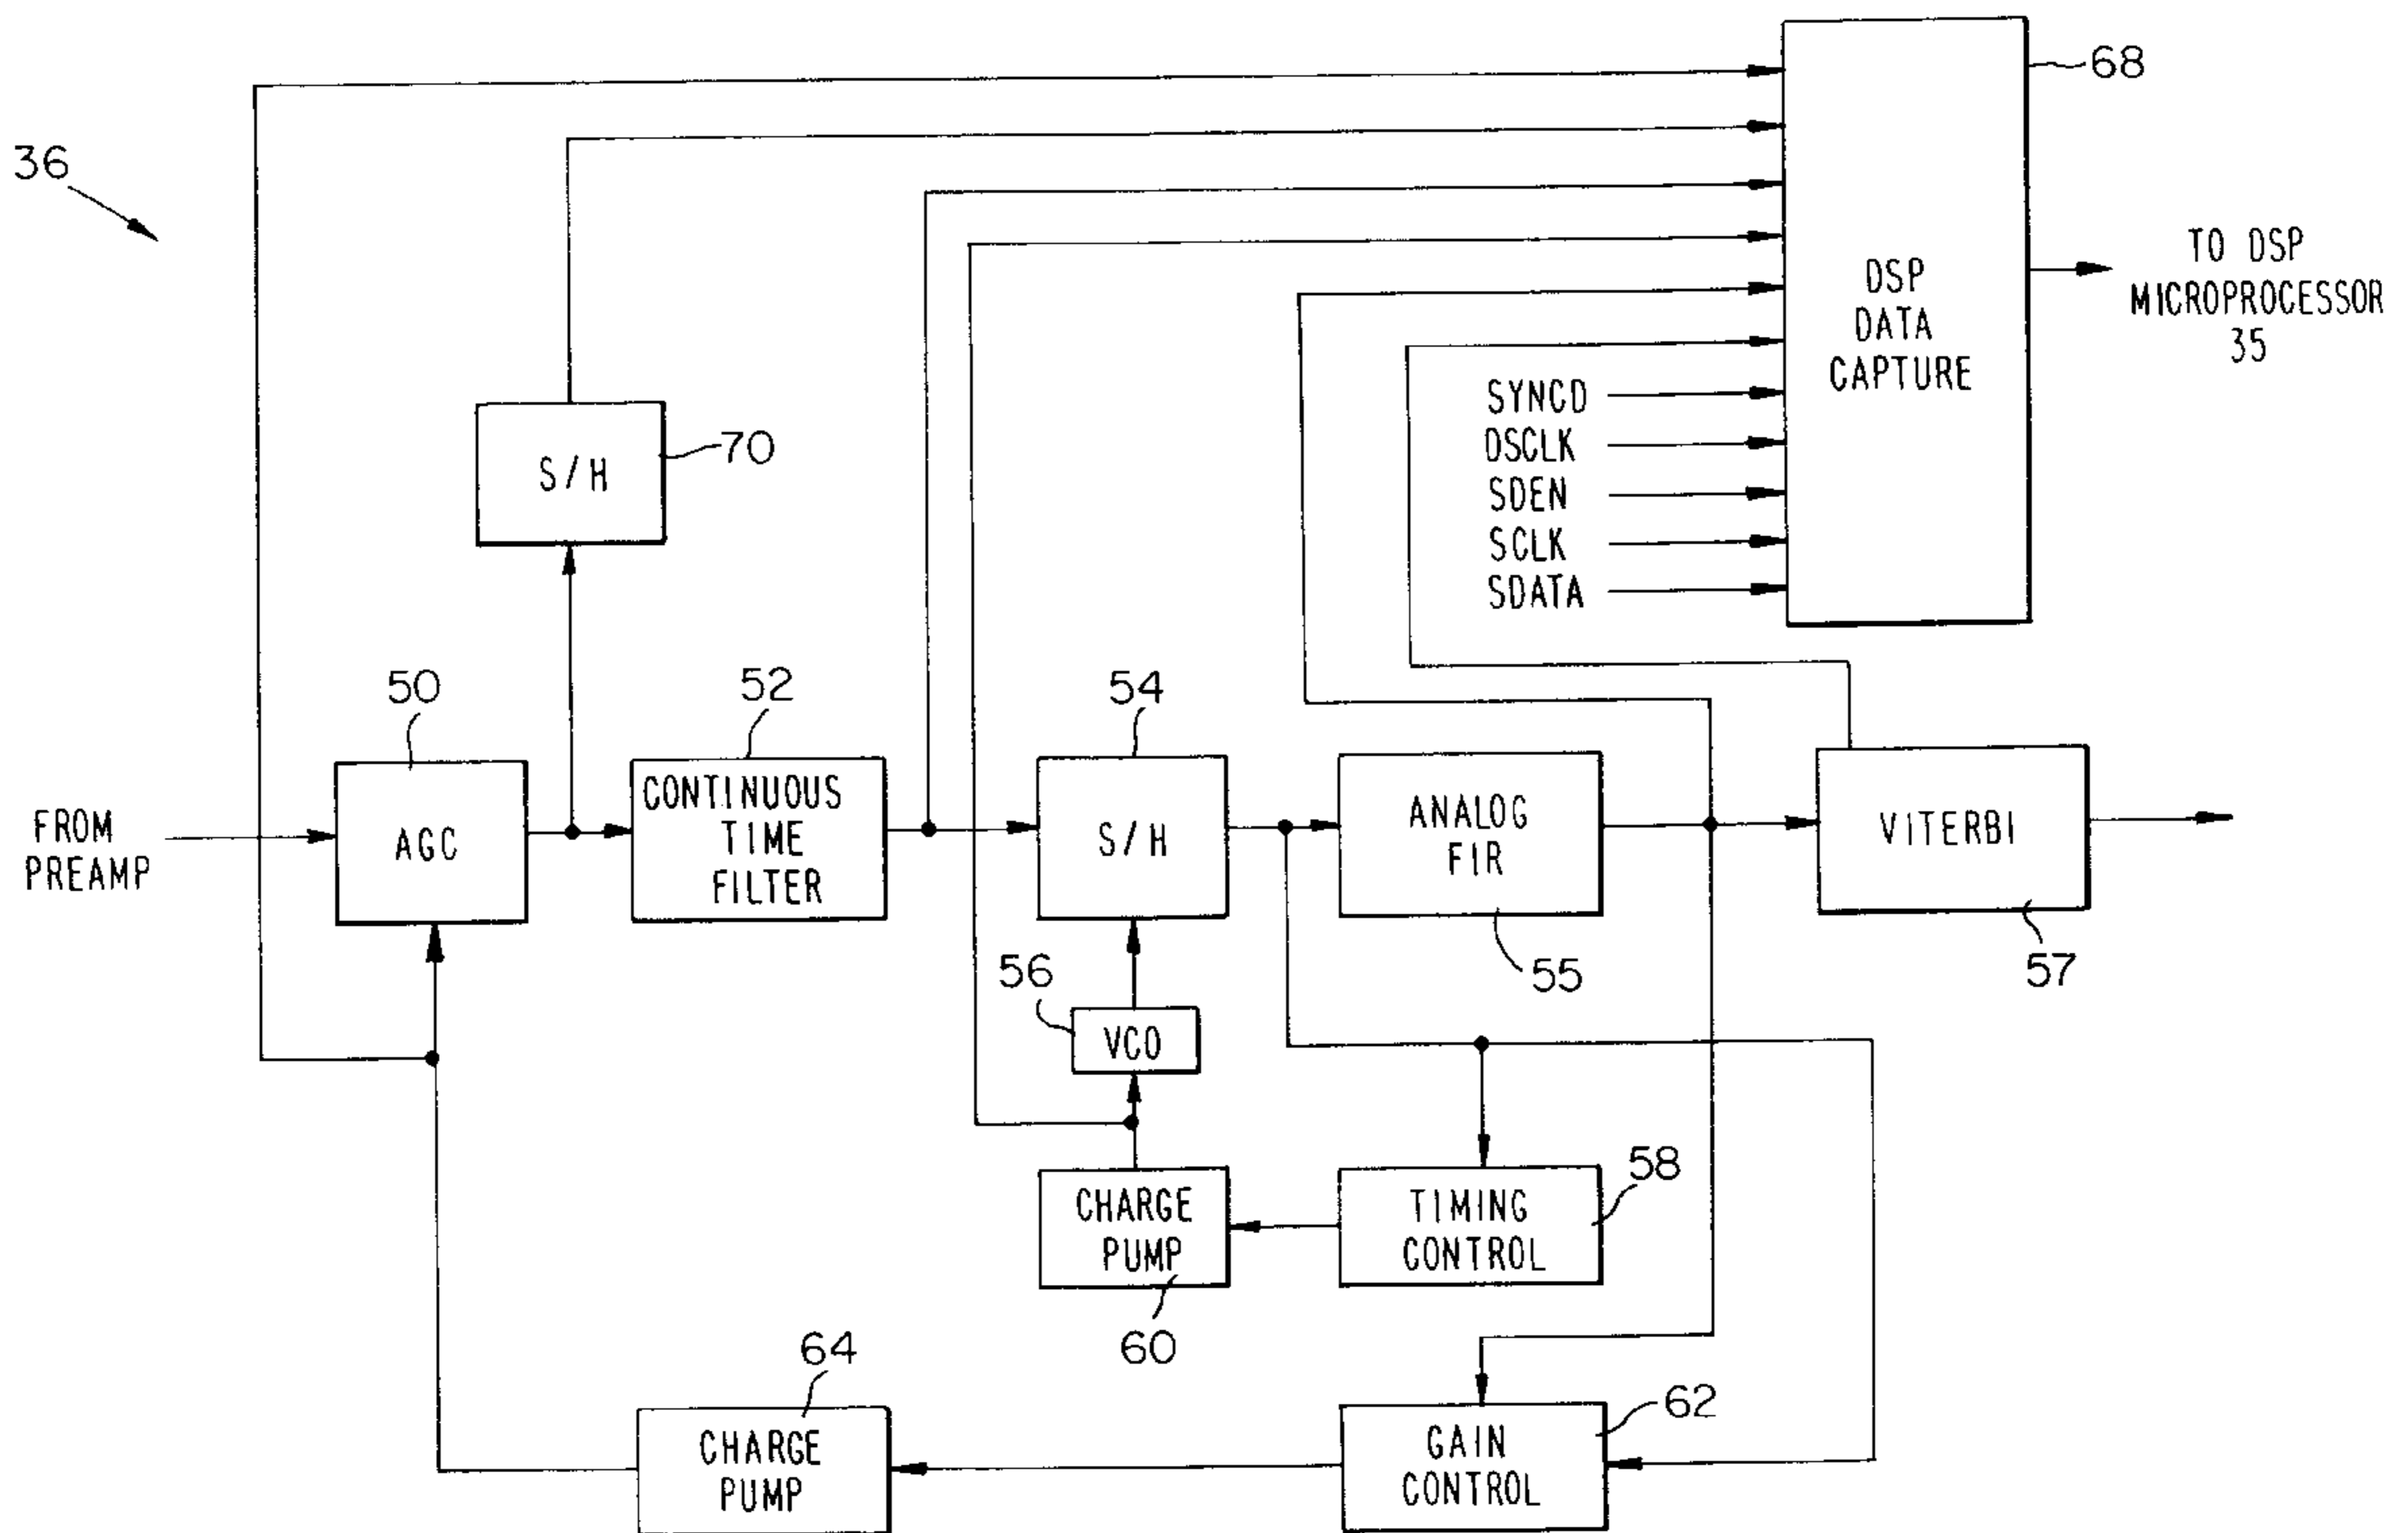 36
68
TO DSP
MICROPROCESSOR
35
DSP
DATA
CAPTURE
SYNCD
DSCLK
SDEN
SCLK
SDATA
S/H
70
50
52
54
FROM
PREAMP
AGC
CONTINUOUS
TIME
FILTER
S/H
ANALOG
FIR
VITERBI
55
57
56
VCO
58
CHARGE
PUMP
TIMING
CONTROL
60
64
62
CHARGE
PUMP
GAIN
CONTROL